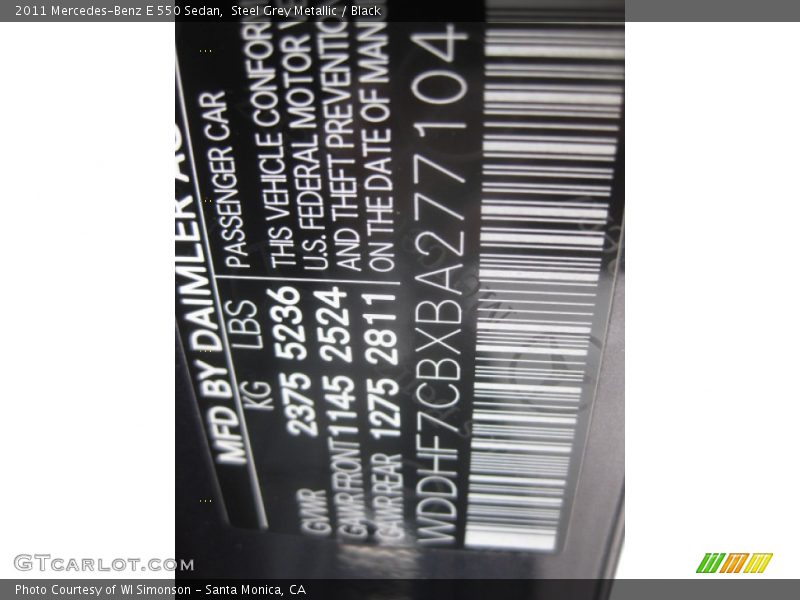 2011 Mercedes-Benz E 550 Sedan,  Steel Grey Metallic / Black
MFD BY DAIMLER AG
KG LBS PASSENGER CAR
GVWR 2375 5236 THIS VEHICLE CONFOR
GAWR FRONT 1145 2524 U.S. FEDERAL MOTOR V
GAWR REAR 1275 2811 AND THEFT PREVENTIO
ON THE DATE OF MAN
WDDHF7CBXBA277104
GTCARLOT.COM
Photo Courtesy of WI Simonson - Santa Monica, CA